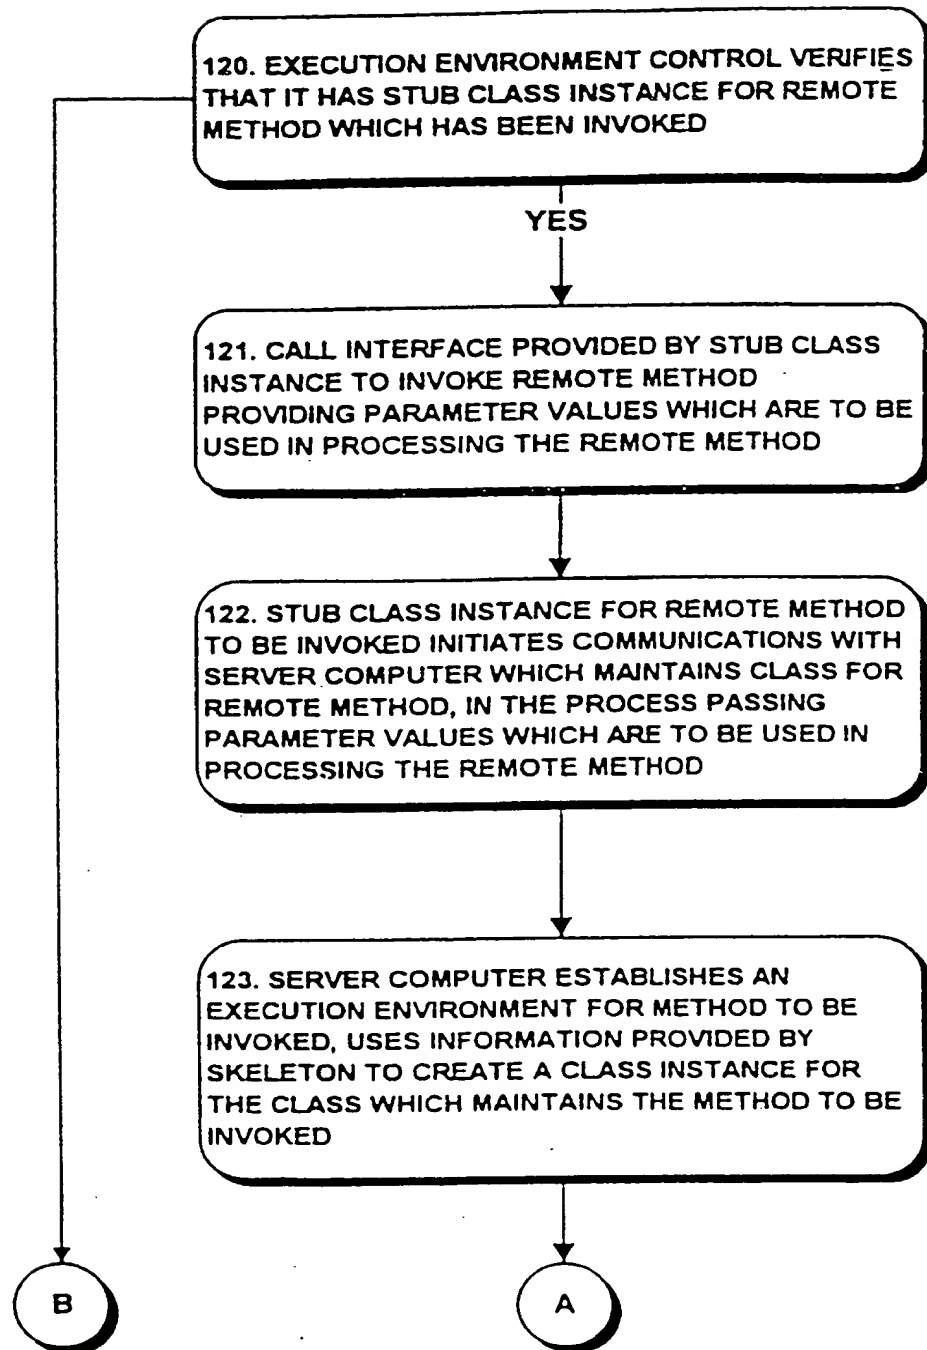 120. EXECUTION ENVIRONMENT CONTROL VERIFIES
THAT IT HAS STUB CLASS INSTANCE FOR REMOTE
METHOD WHICH HAS BEEN INVOKED
YES
121. CALL INTERFACE PROVIDED BY STUB CLASS
INSTANCE TO INVOKE REMOTE METHOD
PROVIDING PARAMETER VALUES WHICH ARE TO BE
USED IN PROCESSING THE REMOTE METHOD
122. STUB CLASS INSTANCE FOR REMOTE METHOD
TO BE INVOKED INITIATES COMMUNICATIONS WITH
SERVER COMPUTER WHICH MAINTAINS CLASS FOR
REMOTE METHOD, IN THE PROCESS PASSING
PARAMETER VALUES WHICH ARE TO BE USED IN
PROCESSING THE REMOTE METHOD
123. SERVER COMPUTER ESTABLISHES AN
EXECUTION ENVIRONMENT FOR METHOD TO BE
INVOKED, USES INFORMATION PROVIDED BY
SKELETON TO CREATE A CLASS INSTANCE FOR
THE CLASS WHICH MAINTAINS THE METHOD TO BE
INVOKED
B
A